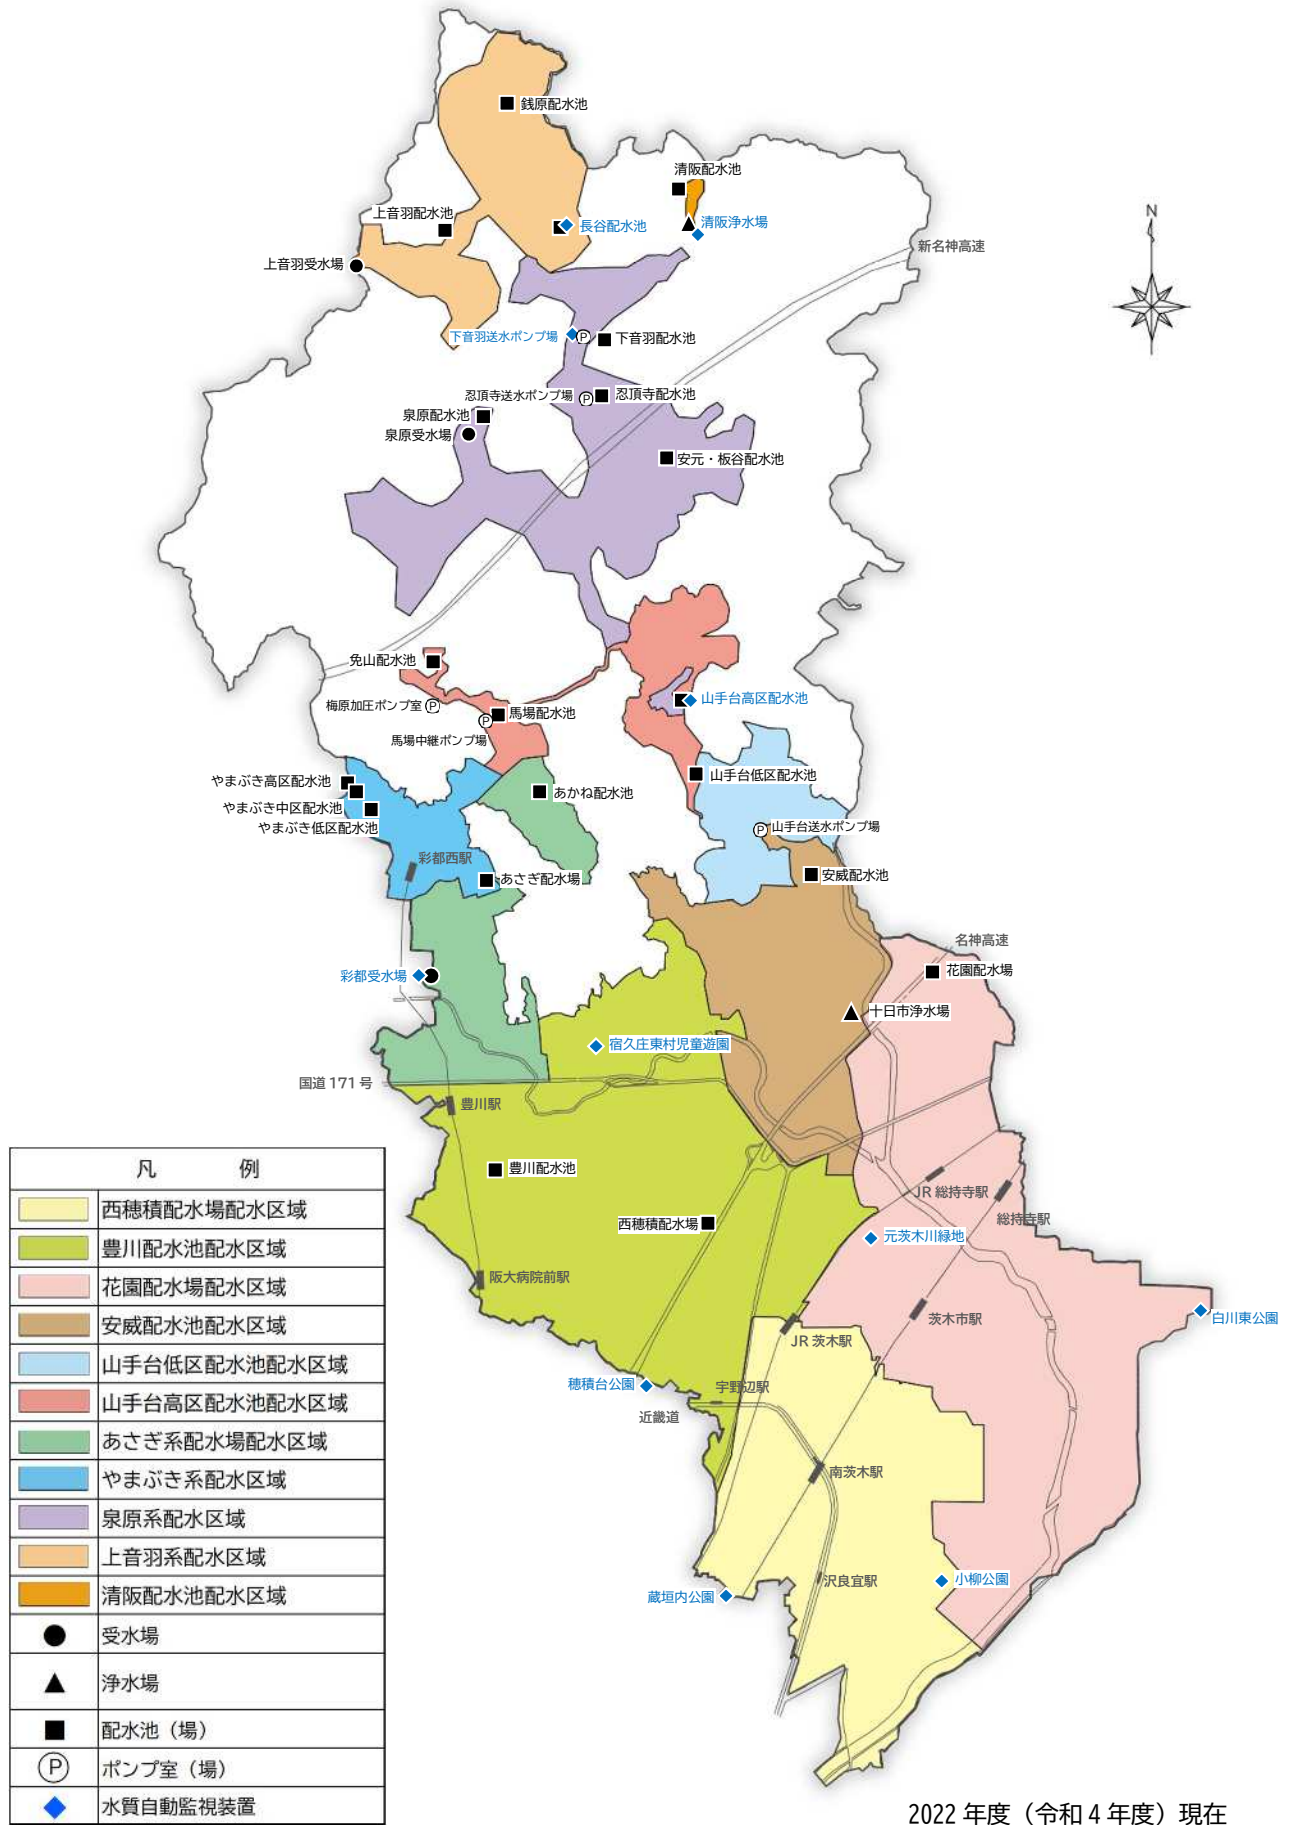 銭原配水池
清阪配水池
上音羽配水池
長谷配水池
清阪浄水場
N
新名神高速
上音羽受水場
下音羽送水ポンプ場
P
下音羽配水池
忍頂寺送水ポンプ場
P
忍頂寺配水池
泉原配水池
泉原受水場
安元・板谷配水池
免山配水池
梅原加圧ポンプ室
P
山手台高区配水池
P
馬場配水池
馬場中継ポンプ場
やまぶき高区配水池
山手台低区配水池
あかね配水池
やまぶき中区配水池
やまぶき低区配水池
P
山手台送水ポンプ場
彩都西駅
あさぎ配水場
安威配水池
名神高速
花園配水場
彩都受水場
十日市浄水場
宿久庄東村児童遊園
国道 171 号
豊川駅
豊川配水池
JR 総持寺駅
総持寺駅
西穂積配水場
元茨木川緑地
阪大病院前駅
白川東公園
茨木市駅
JR 茨木駅
穂積台公園
宇野辺駅
近畿道
南茨木駅
沢良宜駅
小柳公園
蔵垣内公園
凡 例
西穂積配水場配水区域
豊川配水池配水区域
花園配水場配水区域
安威配水池配水区域
山手台低区配水池配水区域
山手台高区配水池配水区域
あさぎ系配水場配水区域
やまぶき系配水区域
泉原系配水区域
上音羽系配水区域
清阪配水池配水区域
受水場
浄水場
配水池（場）
P
ポンプ室（場）
水質自動監視装置
2022 年度（令和 4 年度）現在